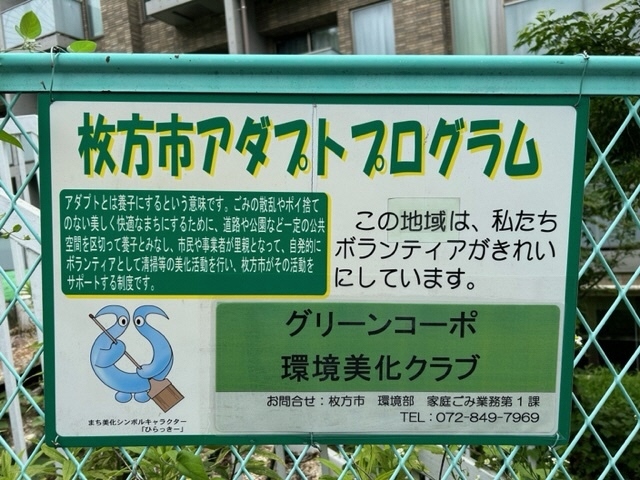 枚方市アダプトプログラム
アダプトとは養子にするという意味です。ごみの散乱やポイ捨て
のない美しく快適なまちにするために、道路や公園など一定の公共
空間を区切って養子とみなし、市民や事業者が里親となって、自発的に
ボランティアとして清掃等の美化活動を行い、枚方市がその活動を
サポートする制度です。
この地域は、私たち
ボランティアがきれい
にしています。
グリーンコーポ
環境美化クラブ
お問合せ：枚方市 環境部 家庭ごみ業務第１課
TEL：072-849-7969
まち美化シンボルキャラクター
「ひらっきー」